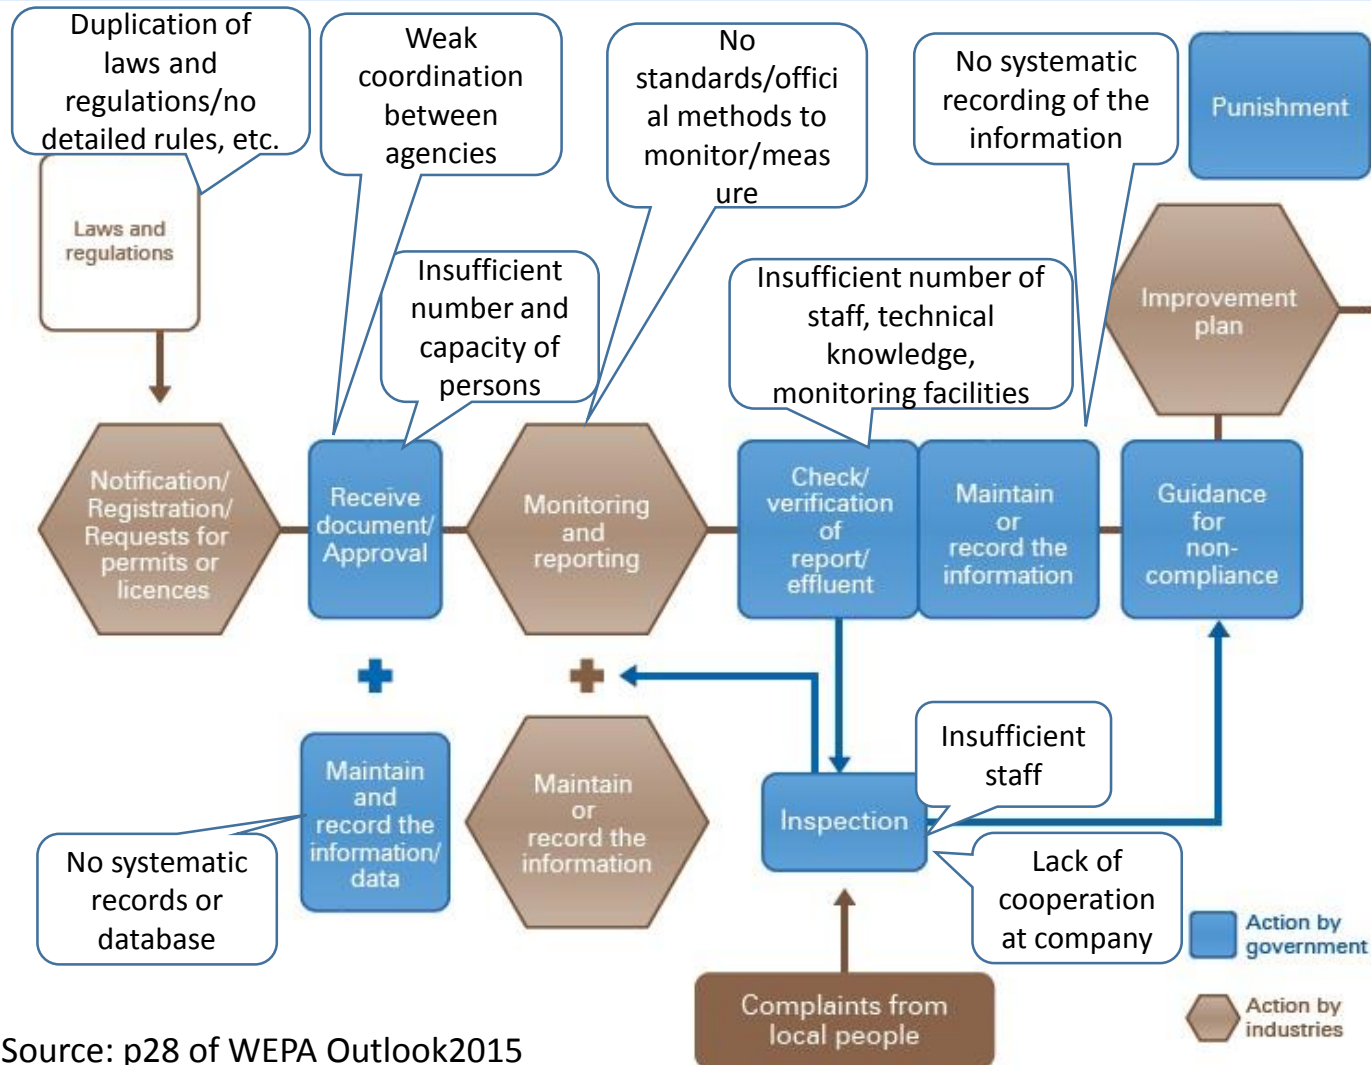 Duplication of
laws and
regulations/no
detailed rules, etc.
Weak
coordination
between
agencies
No
standards/offici
al methods to
monitor/meas
ure
No systematic
recording of the
information
Punishment
Laws and
regulations
Insufficient
number and
capacity of
persons
Insufficient number of
staff, technical
knowledge,
monitoring facilities
Improvement
plan
Notification/
Registration/
Requests for
permits or
licences
Receive
document/
Approval
Monitoring
and
reporting
Check/
verification
of
report/
effluent
Maintain
or
record the
information
Guidance
for
non-
compliance
Maintain
and
record the
information/
data
Maintain
or
record the
information
Inspection
Insufficient
staff
No systematic
records or
database
Lack of
cooperation
at company
Complaints from
local people
Action by
government
Action by
industries
Source: p28 of WEPA Outlook2015